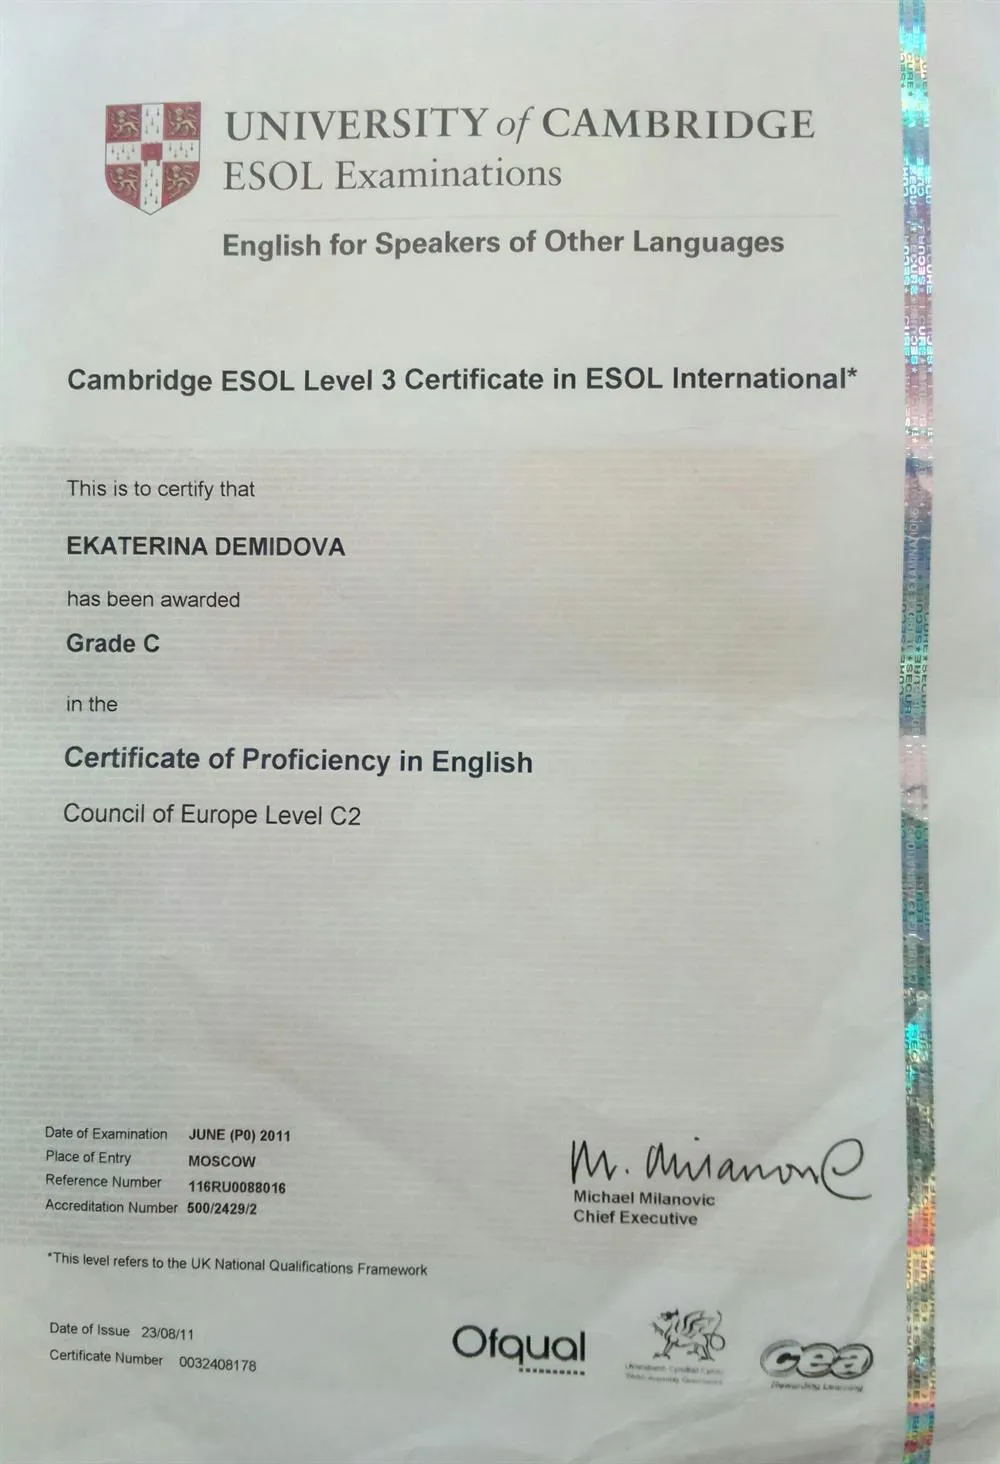 UNIVERSITY of CAMBRIDGE
ESOL Examinations
English for Speakers of Other Languages
Cambridge ESOL Level 3 Certificate in ESOL International*
This is to certify that
EKATERINA DEMIDOVA
has been awarded
Grade C
in the
Certificate of Proficiency in English
Council of Europe Level C2
Date of Examination JUNE (P0) 2011
Place of Entry MOSCOW
Reference Number 116RU0088016
Accreditation Number 500/2429/2
M. Milanovic
Michael Milanovic
Chief Executive
*This level refers to the UK National Qualifications Framework
Date of Issue 23/08/11
Certificate Number 0032408178
Ofqual
cea
Rewarding Learning